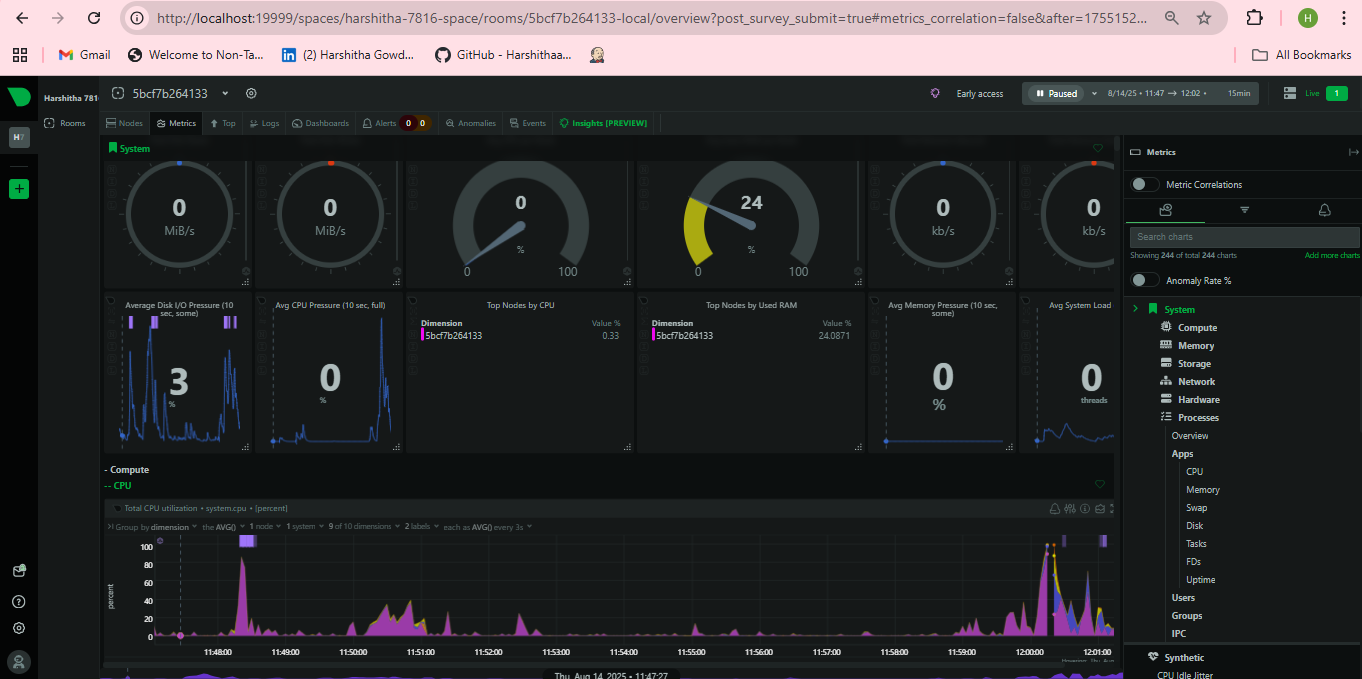 http://localhost:19999/spaces/harshitha-7816-space/rooms/5bcf7b264133-local/overview?post_survey_submit=true#metrics_correlation=false&after=1755152...
H
Gmail
Welcome to Non-Ta...
(2) Harshitha Gowd...
GitHub - Harshithaa...
All Bookmarks
Harshitha 781
5bcf7b264133
Early access
Paused
8/14/25 • 11:47 → 12:02 •
15min
Live
1
Rooms
Nodes
Metrics
Top
Logs
Dashboards
Alerts
0
0
Anomalies
Events
Insights [PREVIEW]
H7
System
0
MiB/s
0
MiB/s
0
%
0
100
24
%
0
100
0
kb/s
0
kb/s
Average Disk I/O Pressure (10 sec, some)
3
%
Avg CPU Pressure (10 sec, full)
0
%
Top Nodes by CPU
Dimension Value %
5bcf7b264133 0.33
Top Nodes by Used RAM
Dimension Value %
5bcf7b264133 24.0871
Avg Memory Pressure (10 sec, some)
0
%
Avg System Load
0
threads
- Compute
-- CPU
Total CPU utilization • system.cpu • [percent]
Group by dimension the AVG() 1 node 1 system 9 of 10 dimensions 2 labels each as AVG() every 3s
percent
100
80
60
40
20
0
11:48:00
11:49:00
11:50:00
11:51:00
11:52:00
11:53:00
11:54:00
11:55:00
11:56:00
11:57:00
11:58:00
11:59:00
12:00:00
12:01:00
Thu, Aug 14, 2025 • 11:47:27
Metrics
Metric Correlations
Search charts
Showing 244 of total 244 charts
Add more charts
Anomaly Rate %
System
Compute
Memory
Storage
Network
Hardware
Processes
Overview
Apps
CPU
Memory
Swap
Disk
Tasks
FDs
Uptime
Users
Groups
IPC
Synthetic
CPU Idle Jitter